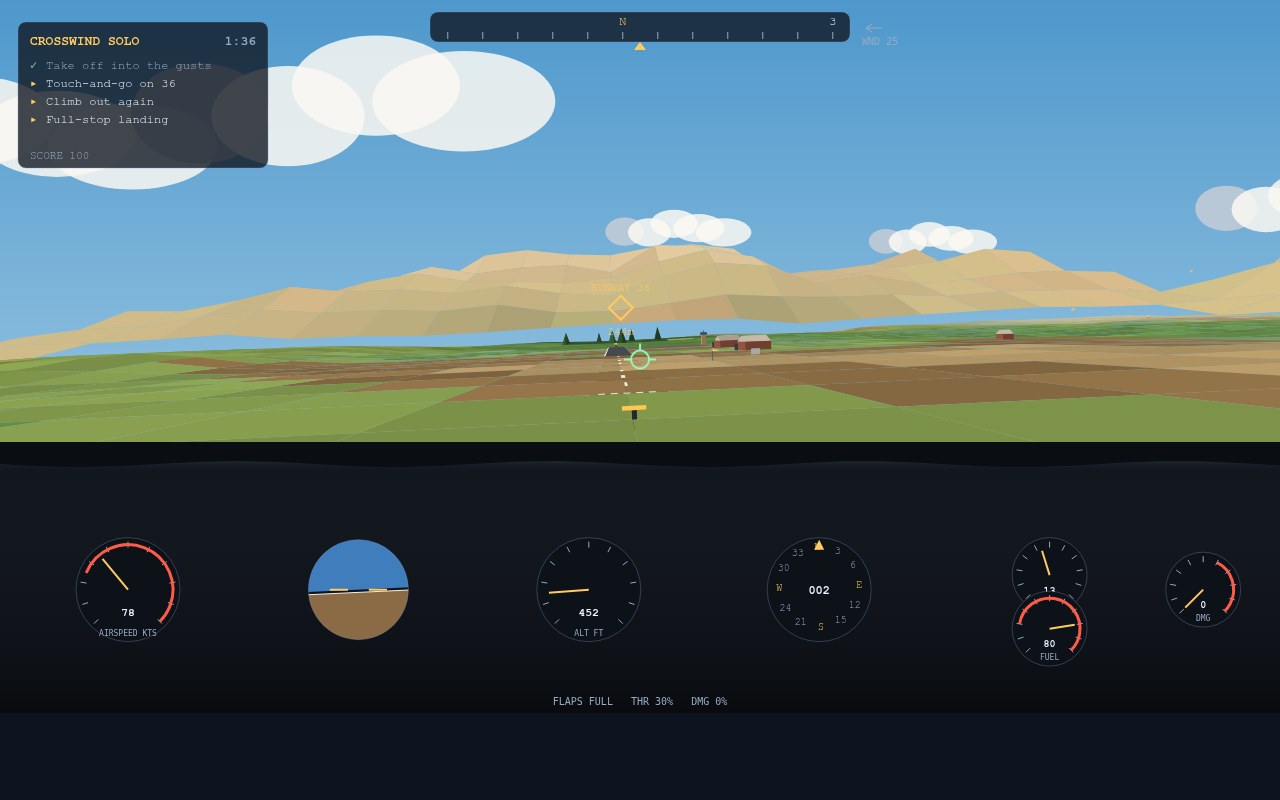 CROSSWIND SOLO 1:36
✓ Take off into the gusts
▸ Touch-and-go on 36
▸ Climb out again
▸ Full-stop landing
SCORE 100
N 3
WND 25
RUNWAY 36
78
AIRSPEED KTS
452
ALT FT
33 3
30 6
W 002 E
24 12
21 S 15
13
80
FUEL
0
DMG
FLAPS FULL THR 30% DMG 0%